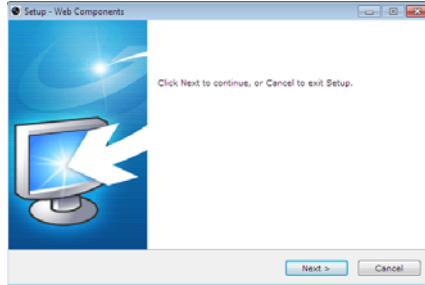 Setup - Web Components
Click Next to continue, or Cancel to exit Setup.
Next >
Cancel